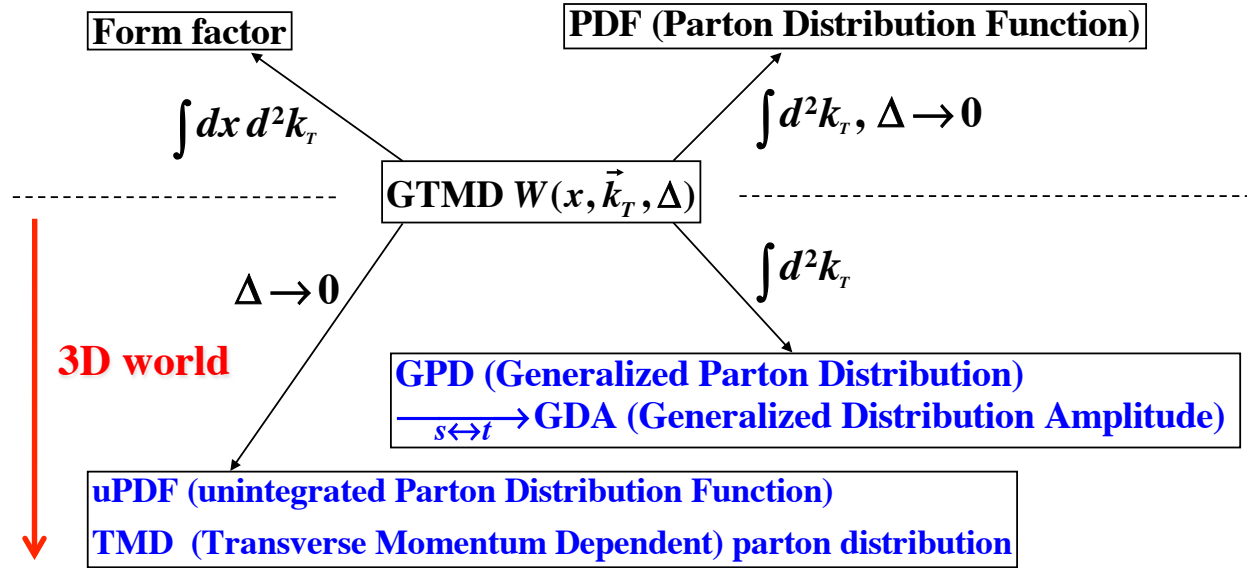 Form factor
PDF (Parton Distribution Function)
∫dx d²k_T
∫d²k_T, Δ→0
GTMD W(x, k⃗_T, Δ)
Δ→0
∫d²k_T
3D world
GPD (Generalized Parton Distribution)
s↔t → GDA (Generalized Distribution Amplitude)
uPDF (unintegrated Parton Distribution Function)
TMD (Transverse Momentum Dependent) parton distribution